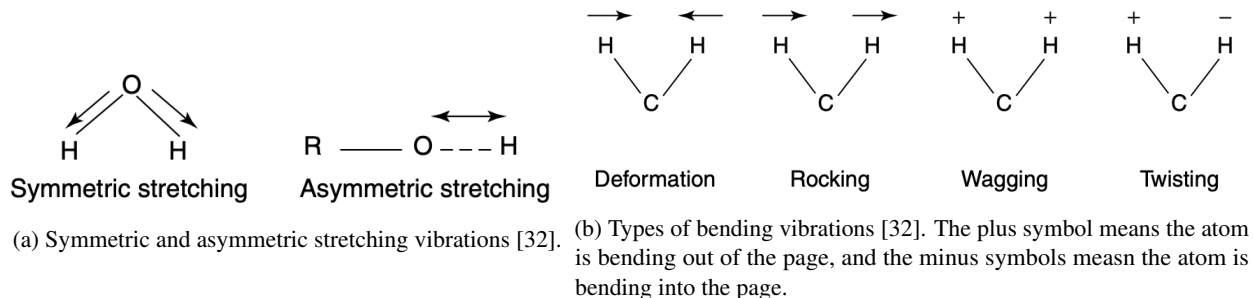 O
H H
Symmetric stretching
R O H
Asymmetric stretching
(a) Symmetric and asymmetric stretching vibrations [32].
H H
C
Deformation
H H
C
Rocking
+ +
H H
C
Wagging
+ −
H H
C
Twisting
(b) Types of bending vibrations [32]. The plus symbol means the atom
is bending out of the page, and the minus symbols measn the atom is
bending into the page.